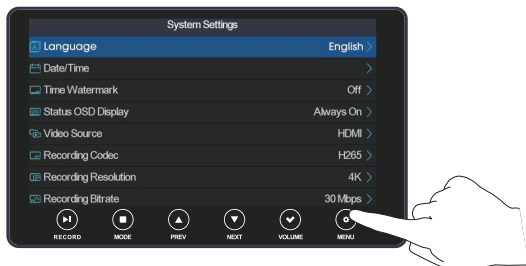 System Settings
Language English
Date/Time
Time Watermark Off
Status OSD Display Always On
Video Source HDMI
Recording Codec H265
Recording Resolution 4K
Recording Bitrate 30 Mbps
RECORD MODE PREV NEXT VOLUME MENU